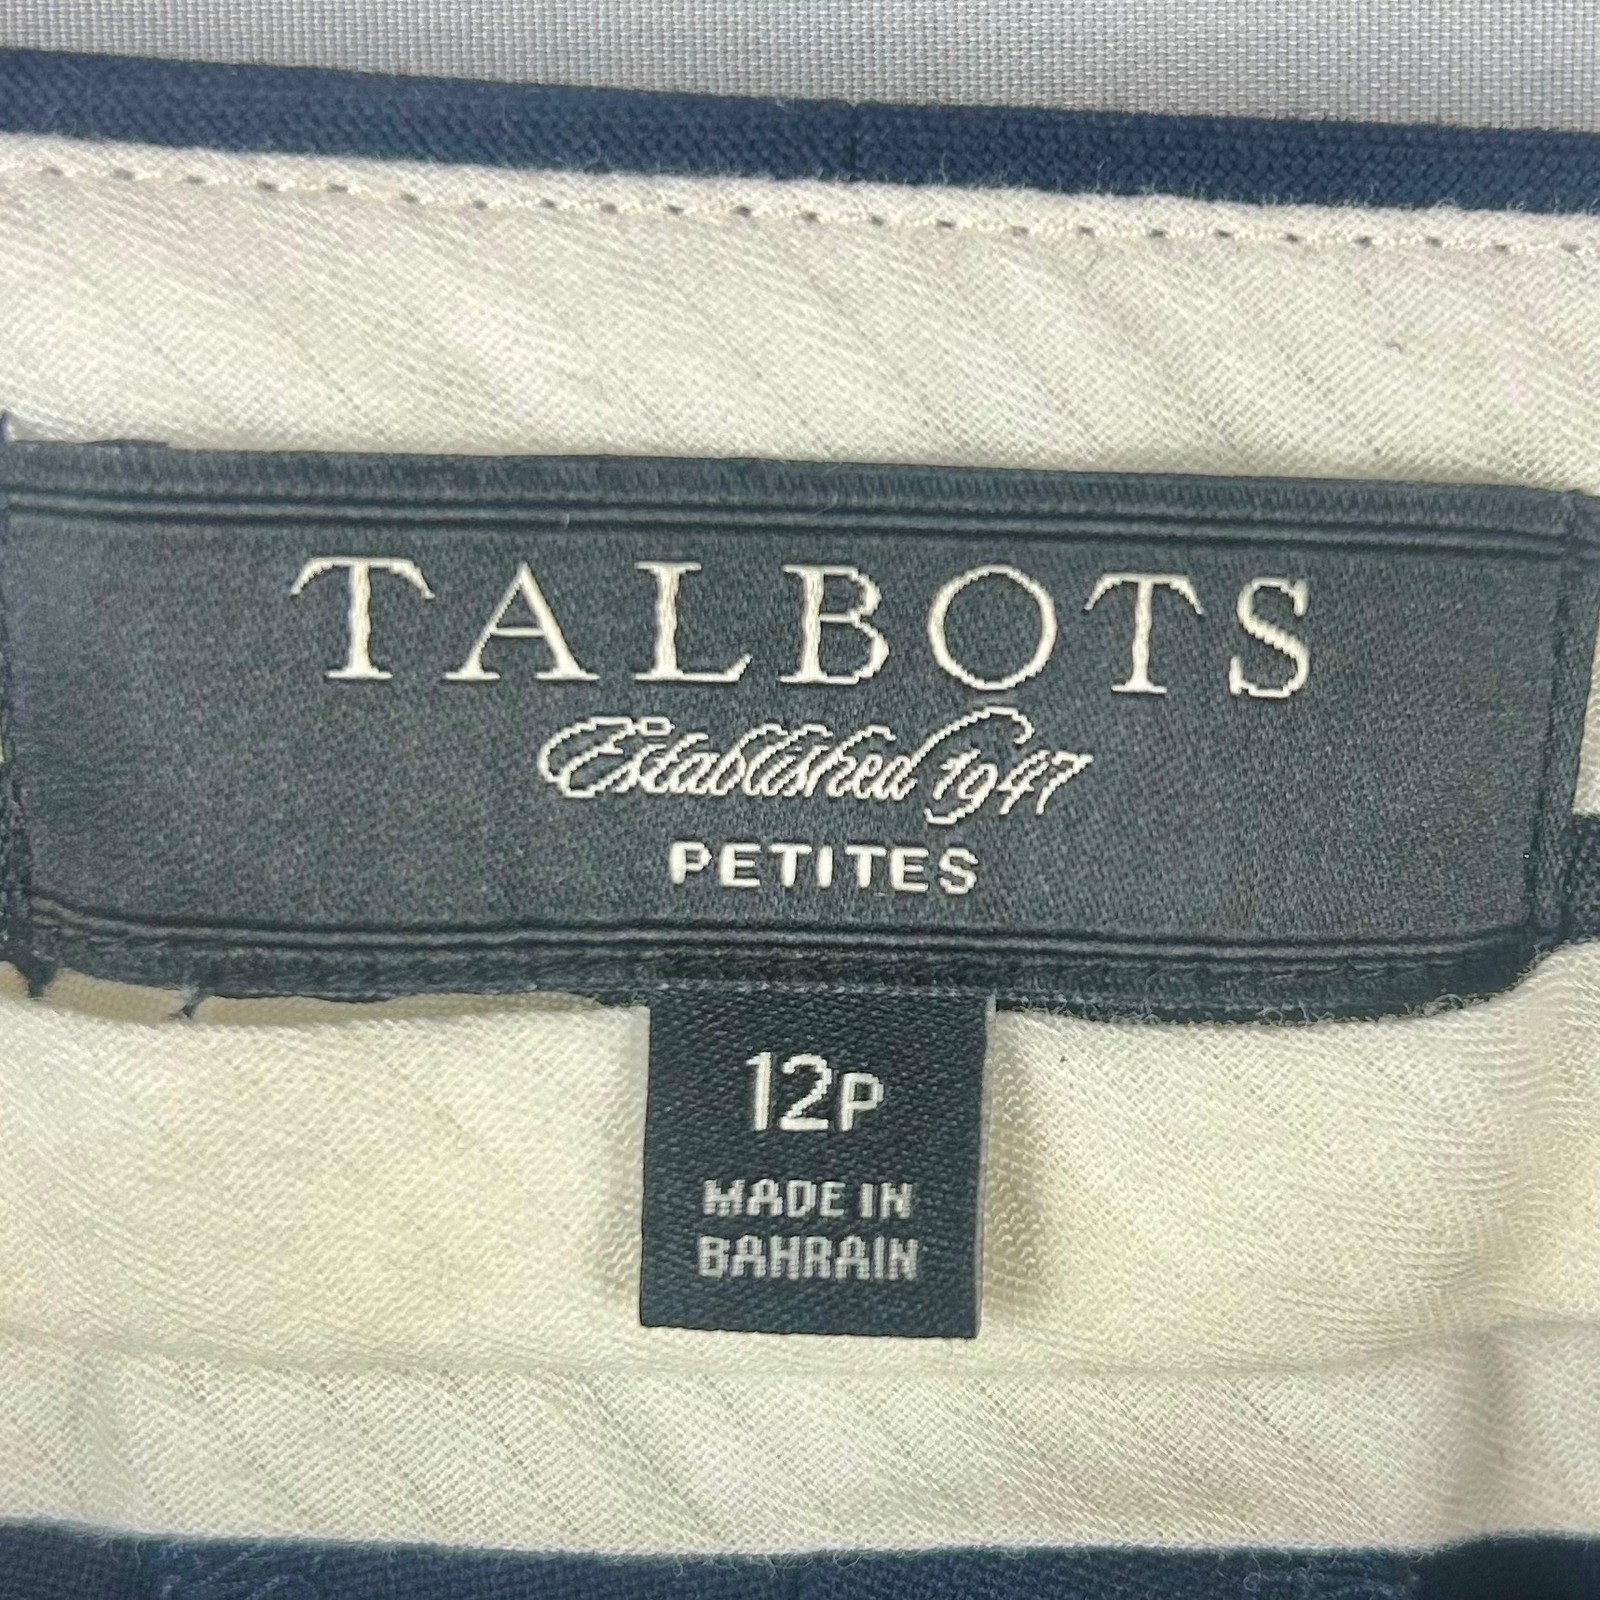 TALBOTS
Established 1947
PETITES
12P
MADE IN
BAHRAIN